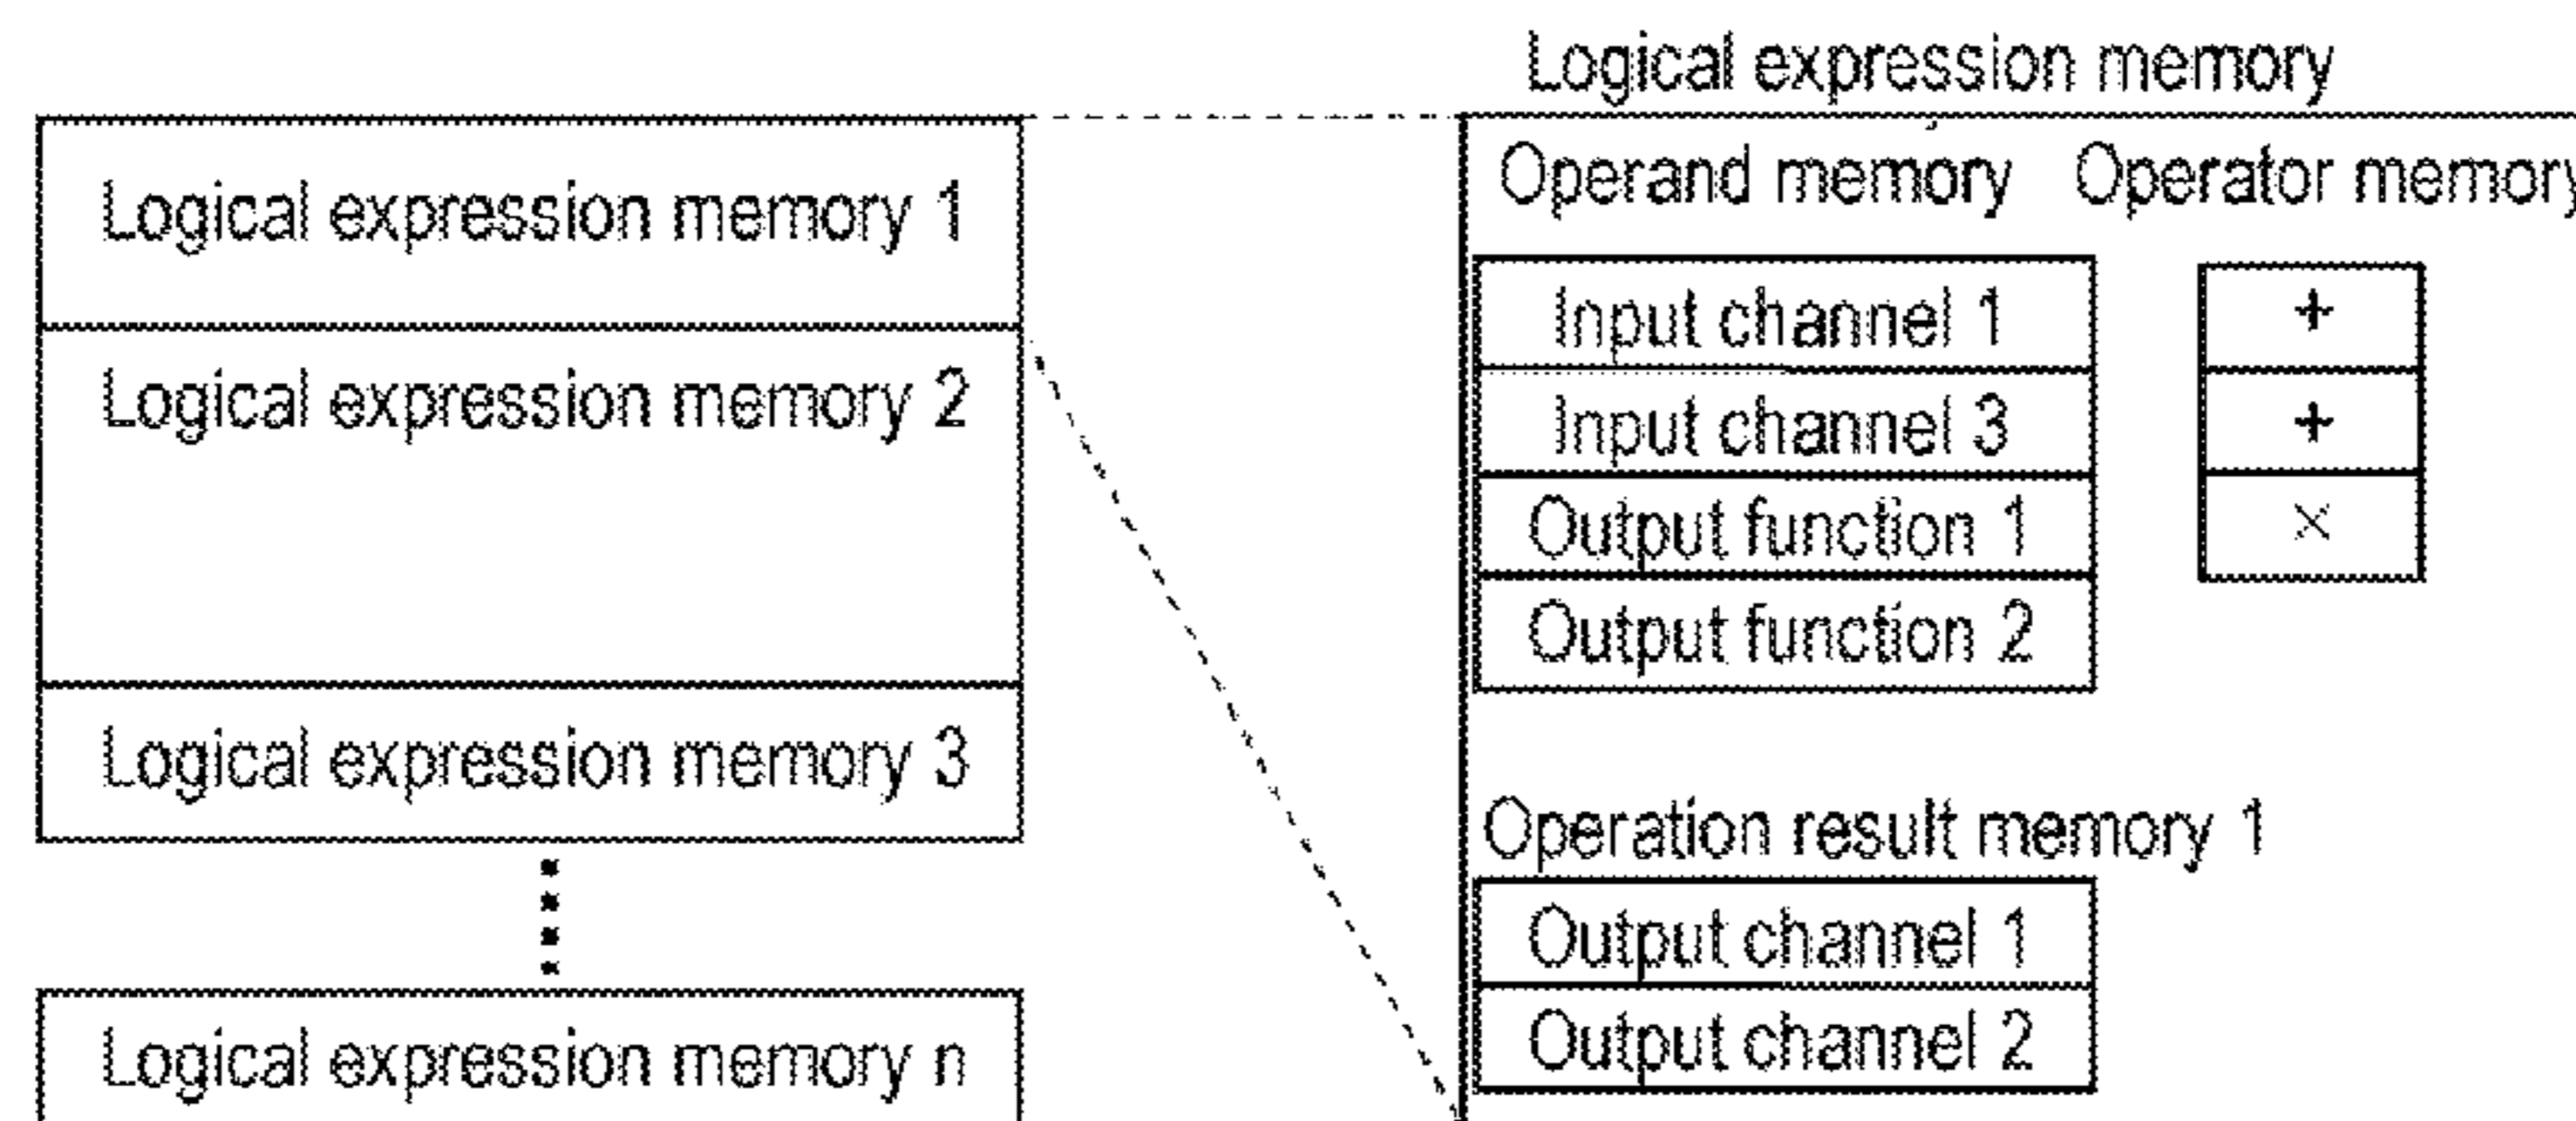 Logical expression memory 1
Logical expression memory 2
Logical expression memory 3
Logical expression memory n
Logical expression memory
Operand memory Operator memory
Input channel 1 +
Input channel 3 +
Output function 1 ×
Output function 2
Operation result memory 1
Output channel 1
Output channel 2